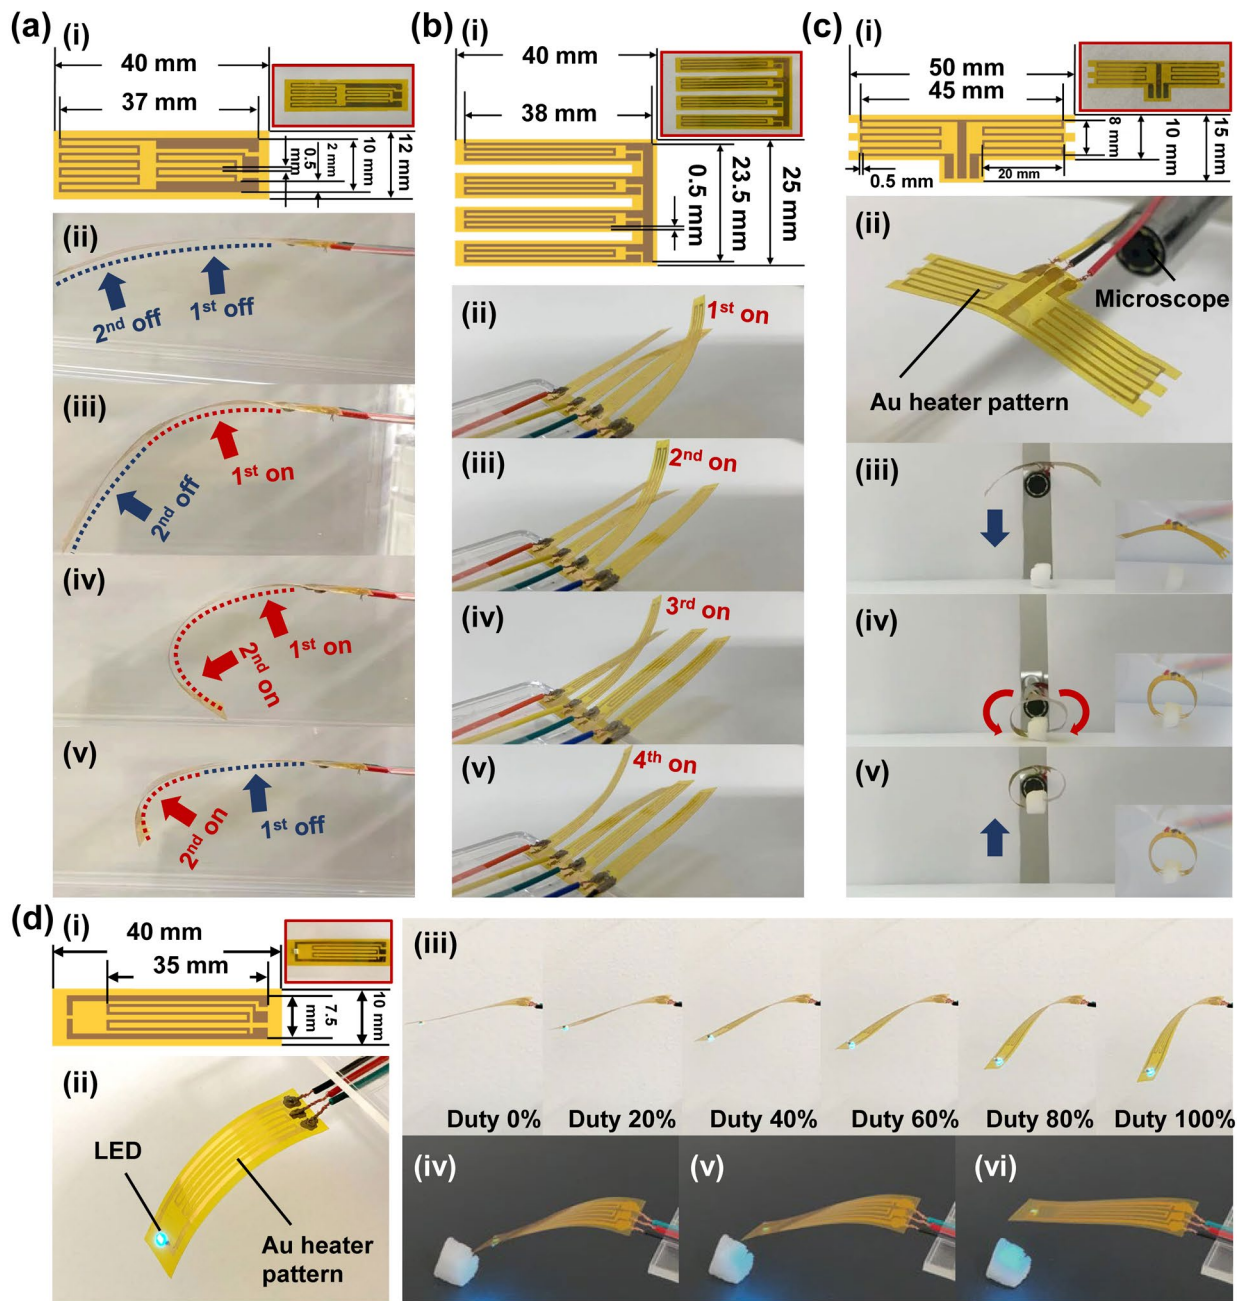 (a)
(i)
40 mm
37 mm
0.5 mm
2 mm
10 mm
12 mm
(ii)
2nd off
1st off
(iii)
1st on
2nd off
(iv)
1st on
2nd on
(v)
2nd on
1st off
(b)
(i)
40 mm
38 mm
0.5 mm
23.5 mm
25 mm
(ii)
1st on
(iii)
2nd on
(iv)
3rd on
(v)
4th on
(c)
(i)
50 mm
45 mm
8 mm
10 mm
15 mm
0.5 mm
20 mm
(ii)
Microscope
Au heater pattern
(iii)
(iv)
(v)
(d)
(i)
40 mm
35 mm
7.5 mm
10 mm
(ii)
LED
Au heater
pattern
(iii)
Duty 0%
Duty 20%
Duty 40%
Duty 60%
Duty 80%
Duty 100%
(iv)
(v)
(vi)